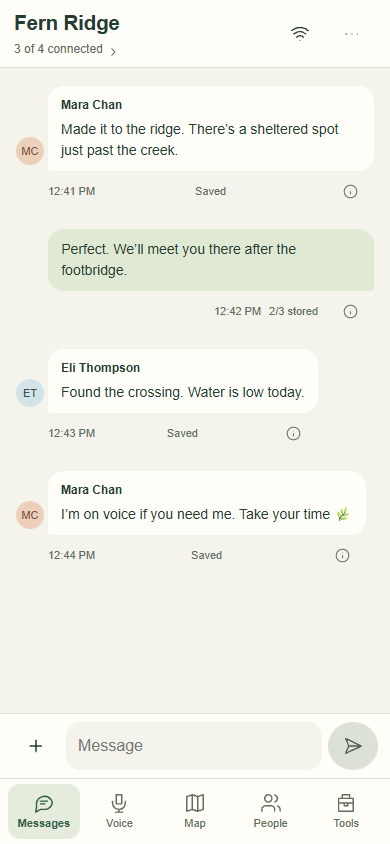 Fern Ridge
3 of 4 connected
Mara Chan
Made it to the ridge. There’s a sheltered spot
just past the creek.
MC
12:41 PM Saved
Perfect. We’ll meet you there after the
footbridge.
12:42 PM 2/3 stored
Eli Thompson
Found the crossing. Water is low today.
ET
12:43 PM Saved
Mara Chan
I’m on voice if you need me. Take your time 🌿
MC
12:44 PM Saved
Message
Messages Voice Map People Tools